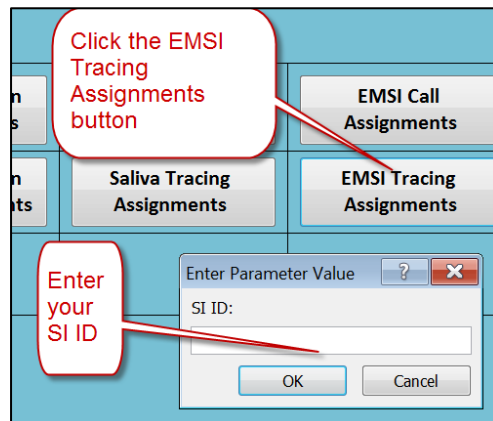 Click the EMSI
Tracing
Assignments
button
n
s
EMSI Call
Assignments
n
nts
Saliva Tracing
Assignments
EMSI Tracing
Assignments
Enter
your
SI ID
Enter Parameter Value
?
SI ID:
OK
Cancel